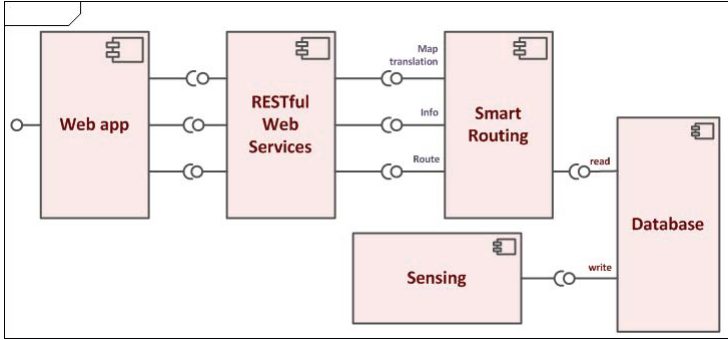 Web app
RESTful
Web
Services
Map
translation
Info
Route
Smart
Routing
read
write
Database
Sensing